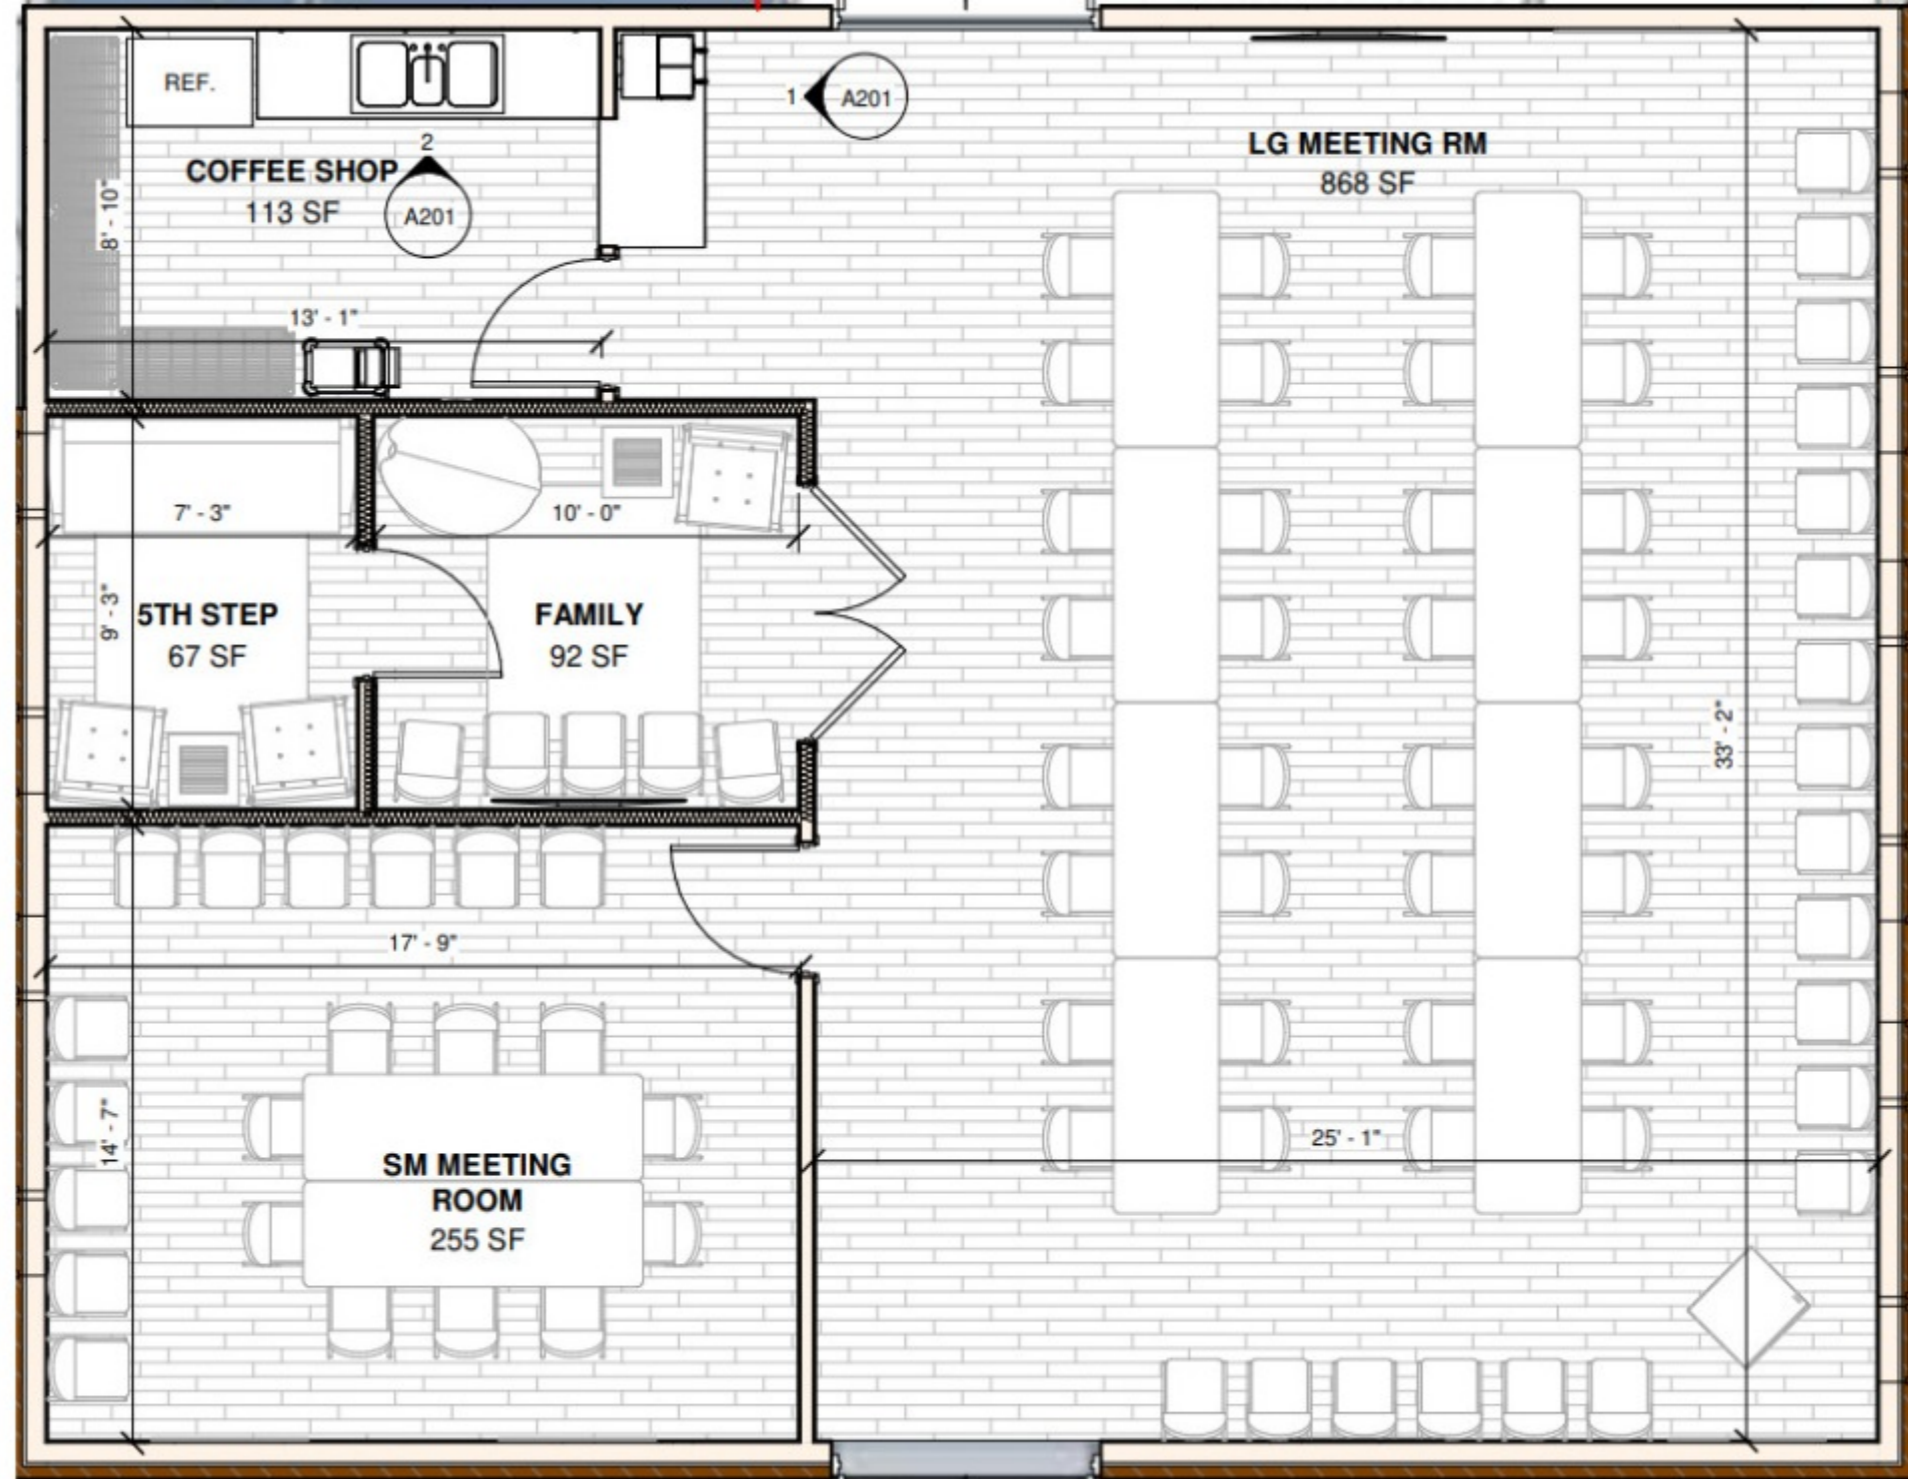 REF.
1
A201
2
COFFEE SHOP
113 SF
A201
LG MEETING RM
868 SF
8' - 10"
13' - 1"
7' - 3"
10' - 0"
9' - 3"
5TH STEP
67 SF
FAMILY
92 SF
33' - 2"
17' - 9"
14' - 7"
25' - 1"
SM MEETING
ROOM
255 SF